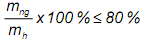 m_ng / m_h x 100 % ≤ 80 %